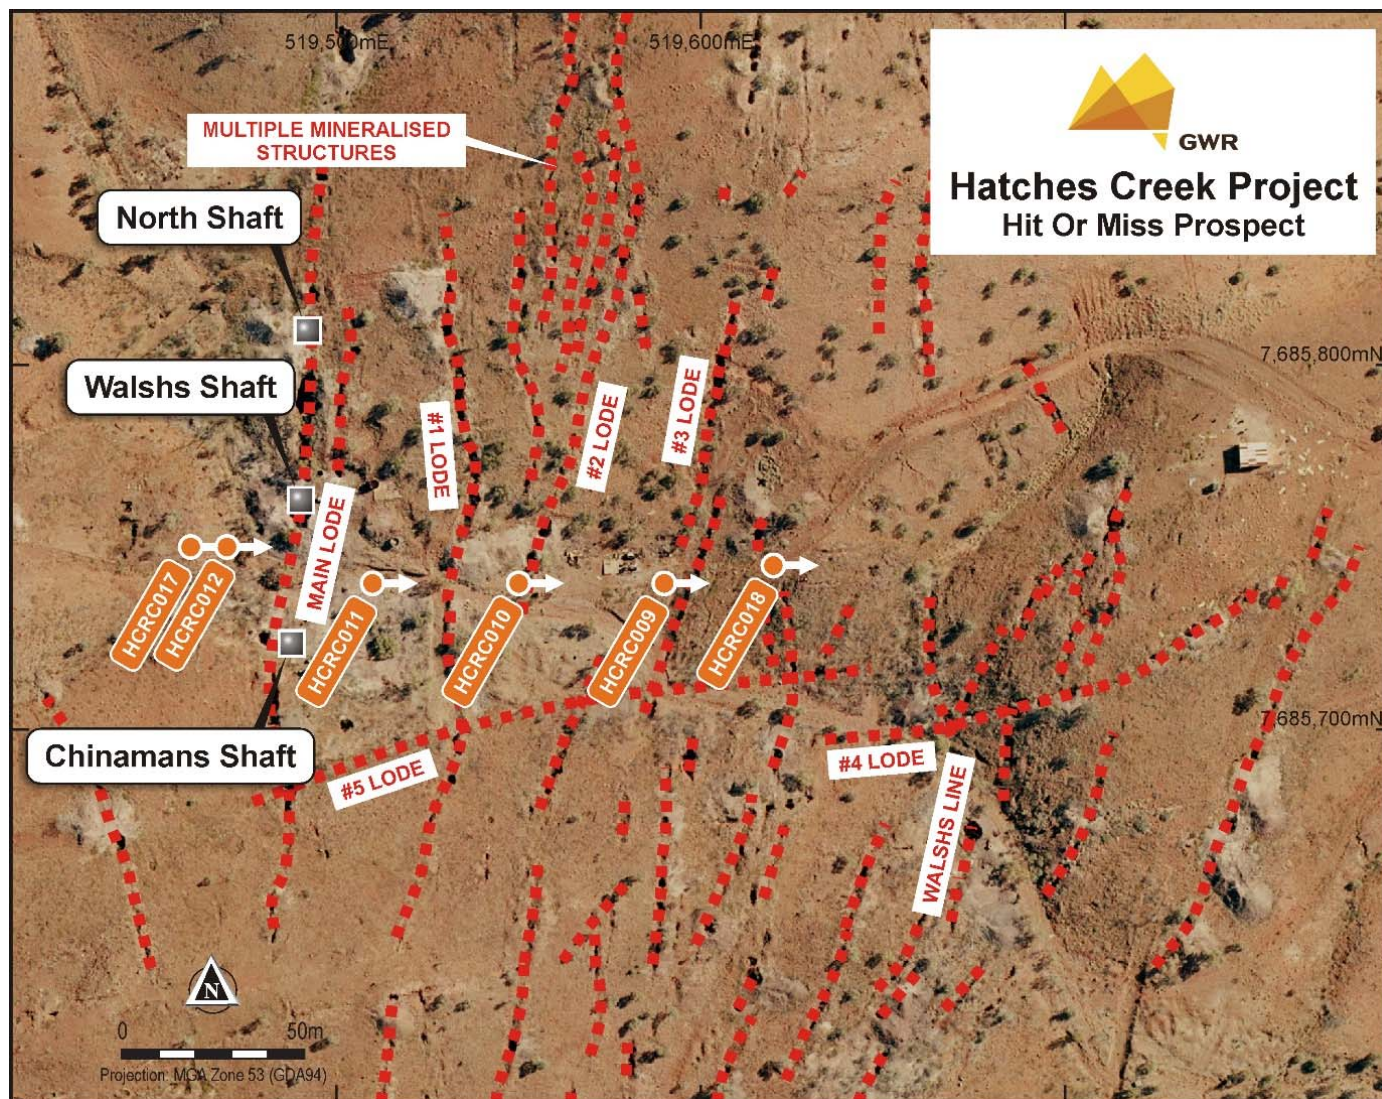 519,500mE
519,600mE
GWR
Hatches Creek Project
Hit Or Miss Prospect
MULTIPLE MINERALISED
STRUCTURES
North Shaft
Walshs Shaft
7,685,800mN
#1 LODE
#2 LODE
#3 LODE
MAIN LODE
HCRC017
HCRC012
HCRC011
HCRC010
HCRC009
HCRC018
Chinamans Shaft
7,685,700mN
#5 LODE
#4 LODE
WALSHS LINE
N
0 50m
Projection: MGA Zone 53 (GDA94)